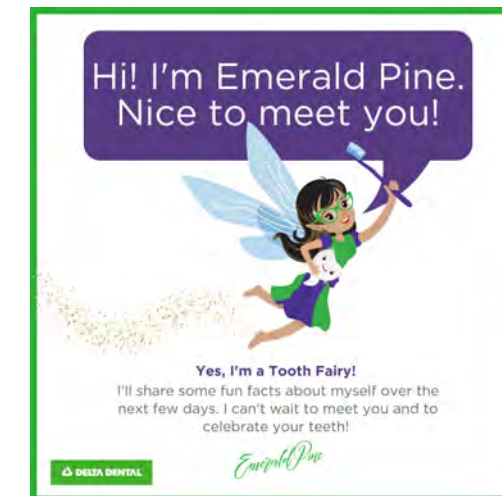 Hi! I'm Emerald Pine.
Nice to meet you!
Yes, I'm a Tooth Fairy!
I'll share some fun facts about myself over the
next few days. I can't wait to meet you and to
celebrate your teeth!
Emerald Pine
DELTA DENTAL